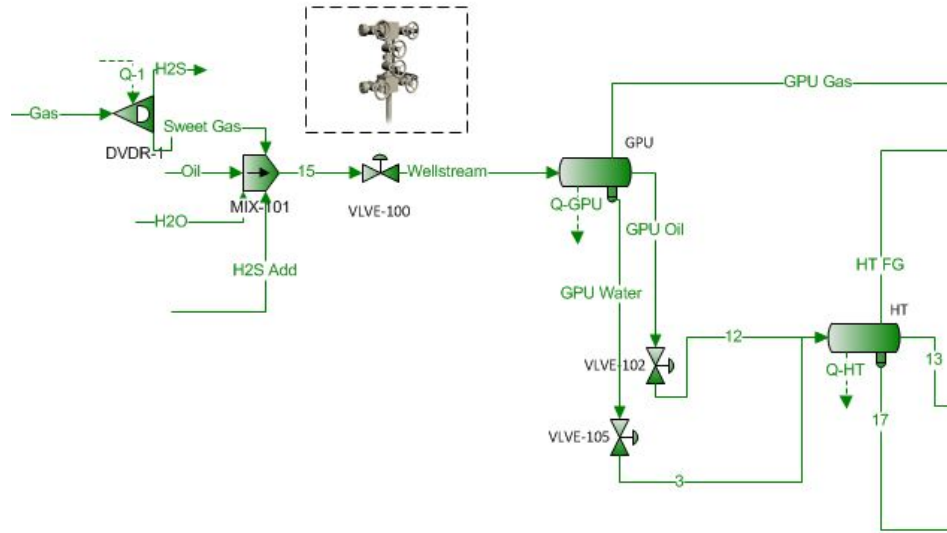 Q-1
H2S
Gas
DVDR-1
Sweet Gas
Oil
15
Wellstream
MIX-101
VLVE-100
H2O
H2S Add
GPU Gas
GPU
Q-GPU
GPU Oil
GPU Water
HT FG
HT
12
VLVE-102
Q-HT
13
17
VLVE-105
3